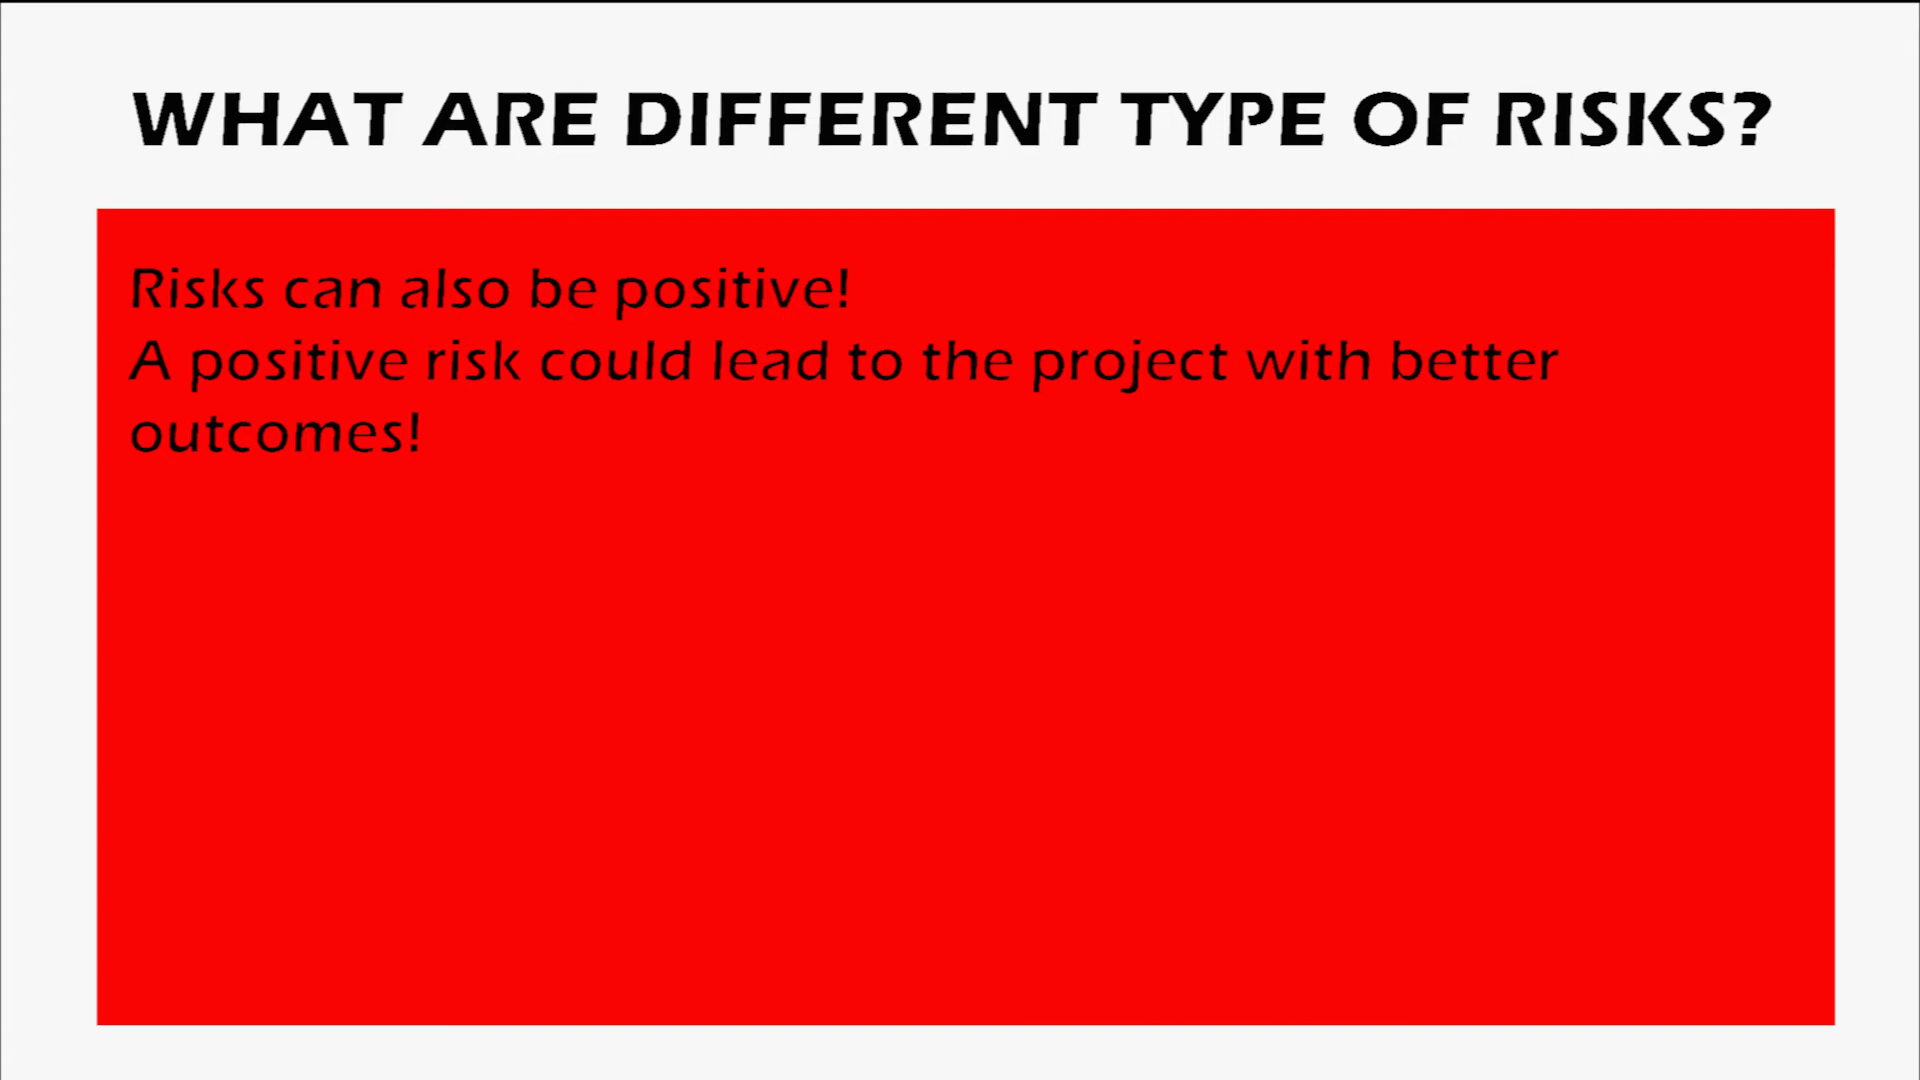 WHAT ARE DIFFERENT TYPE OF RISKS?
Risks can also be positive!
A positive risk could lead to the project with better
outcomes!